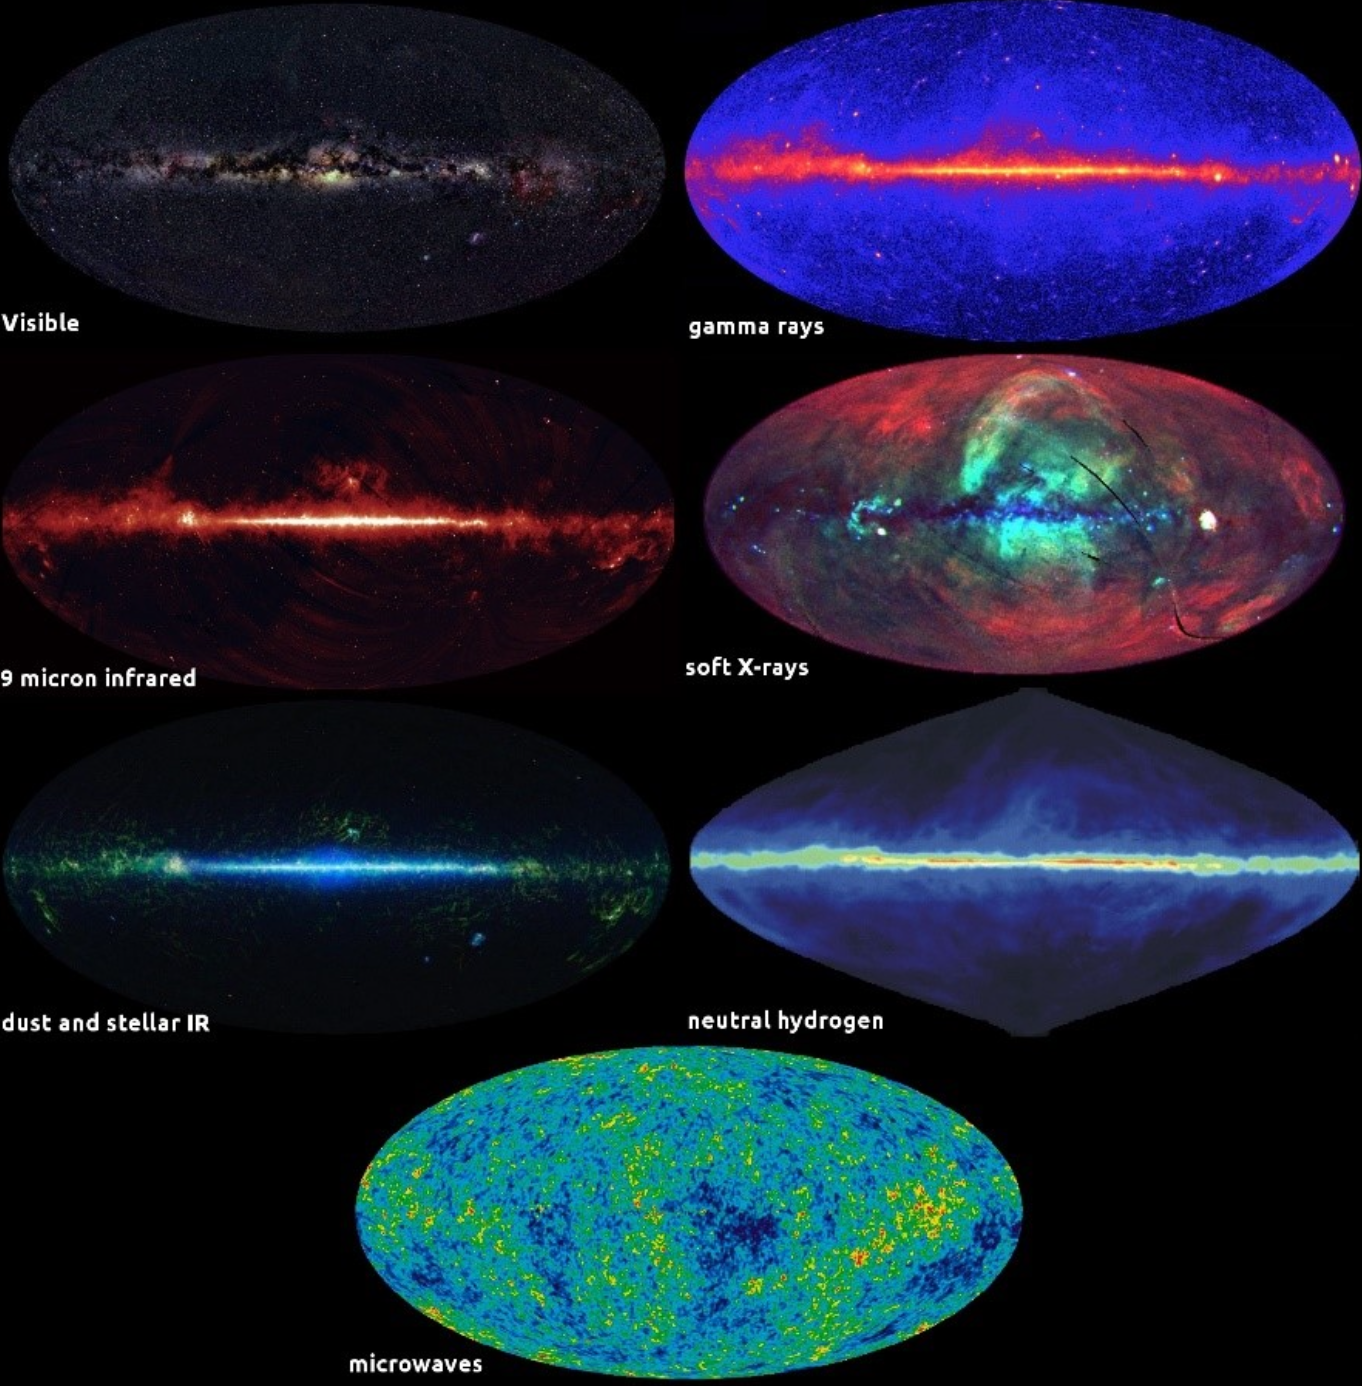 Visible
gamma rays
9 micron infrared
soft X-rays
dust and stellar IR
neutral hydrogen
microwaves